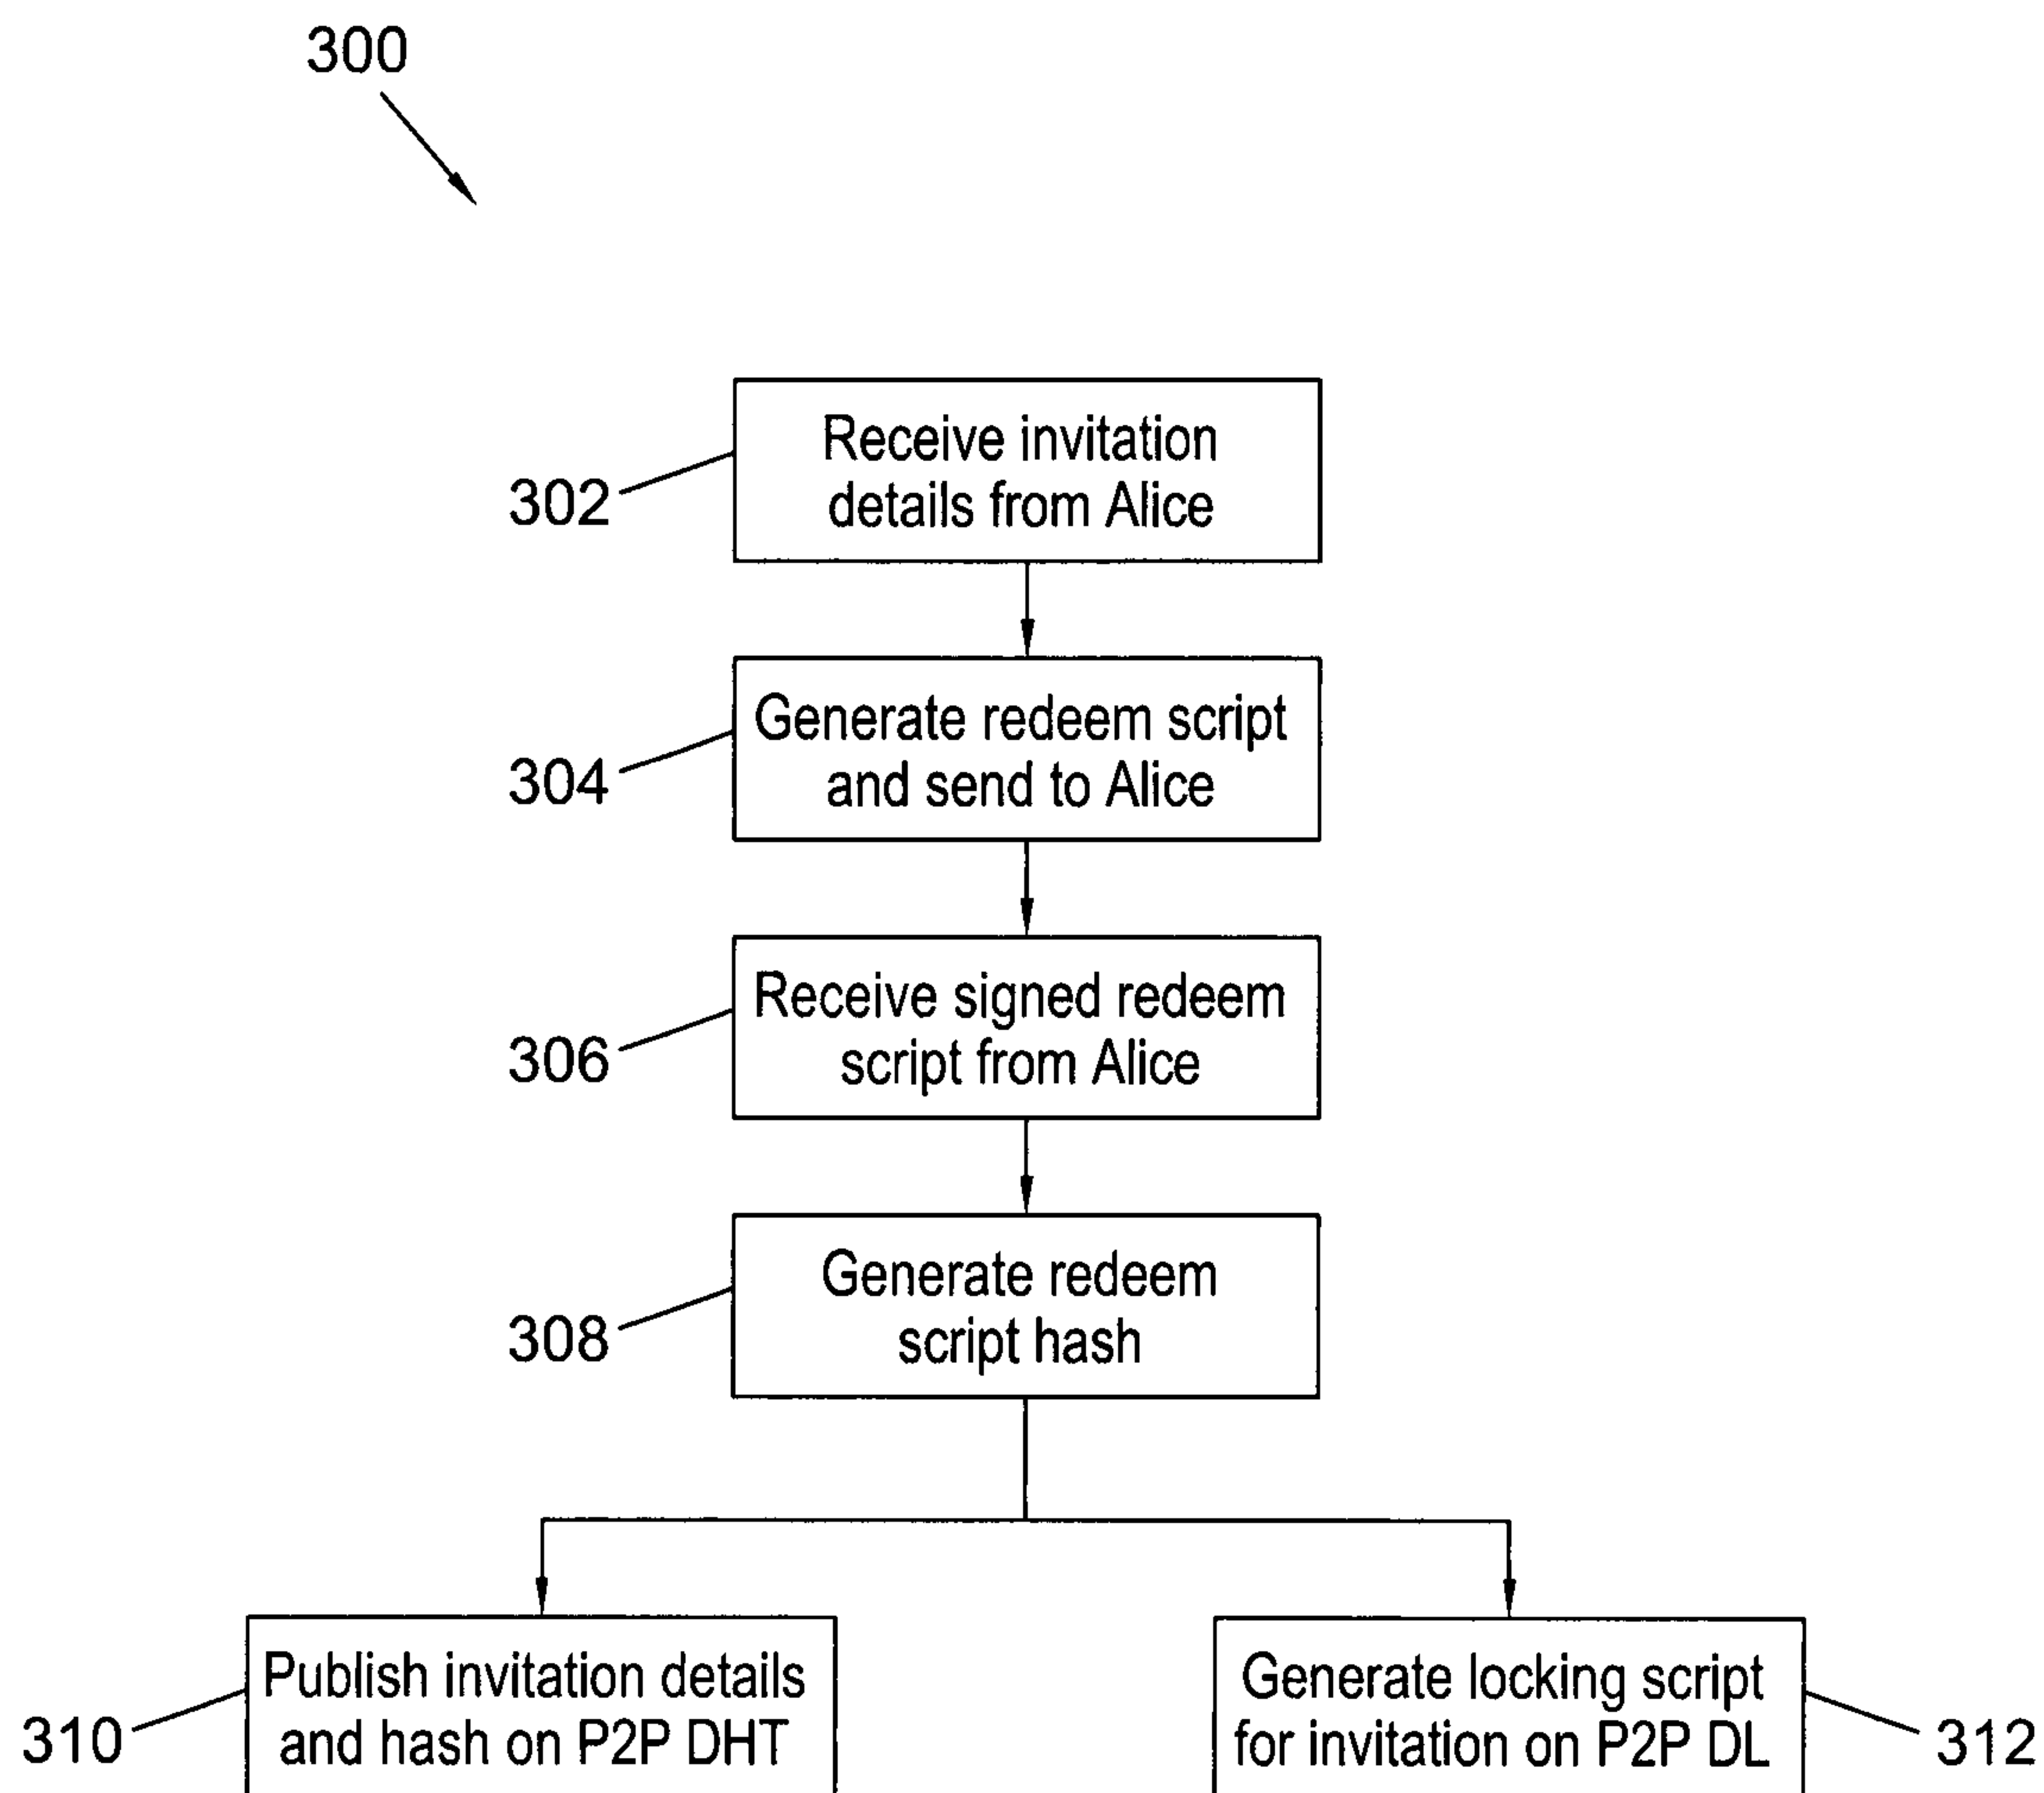 300
302
Receive invitation
details from Alice
304
Generate redeem script
and send to Alice
306
Receive signed redeem
script from Alice
308
Generate redeem
script hash
310
Publish invitation details
and hash on P2P DHT
Generate locking script
for invitation on P2P DL
312